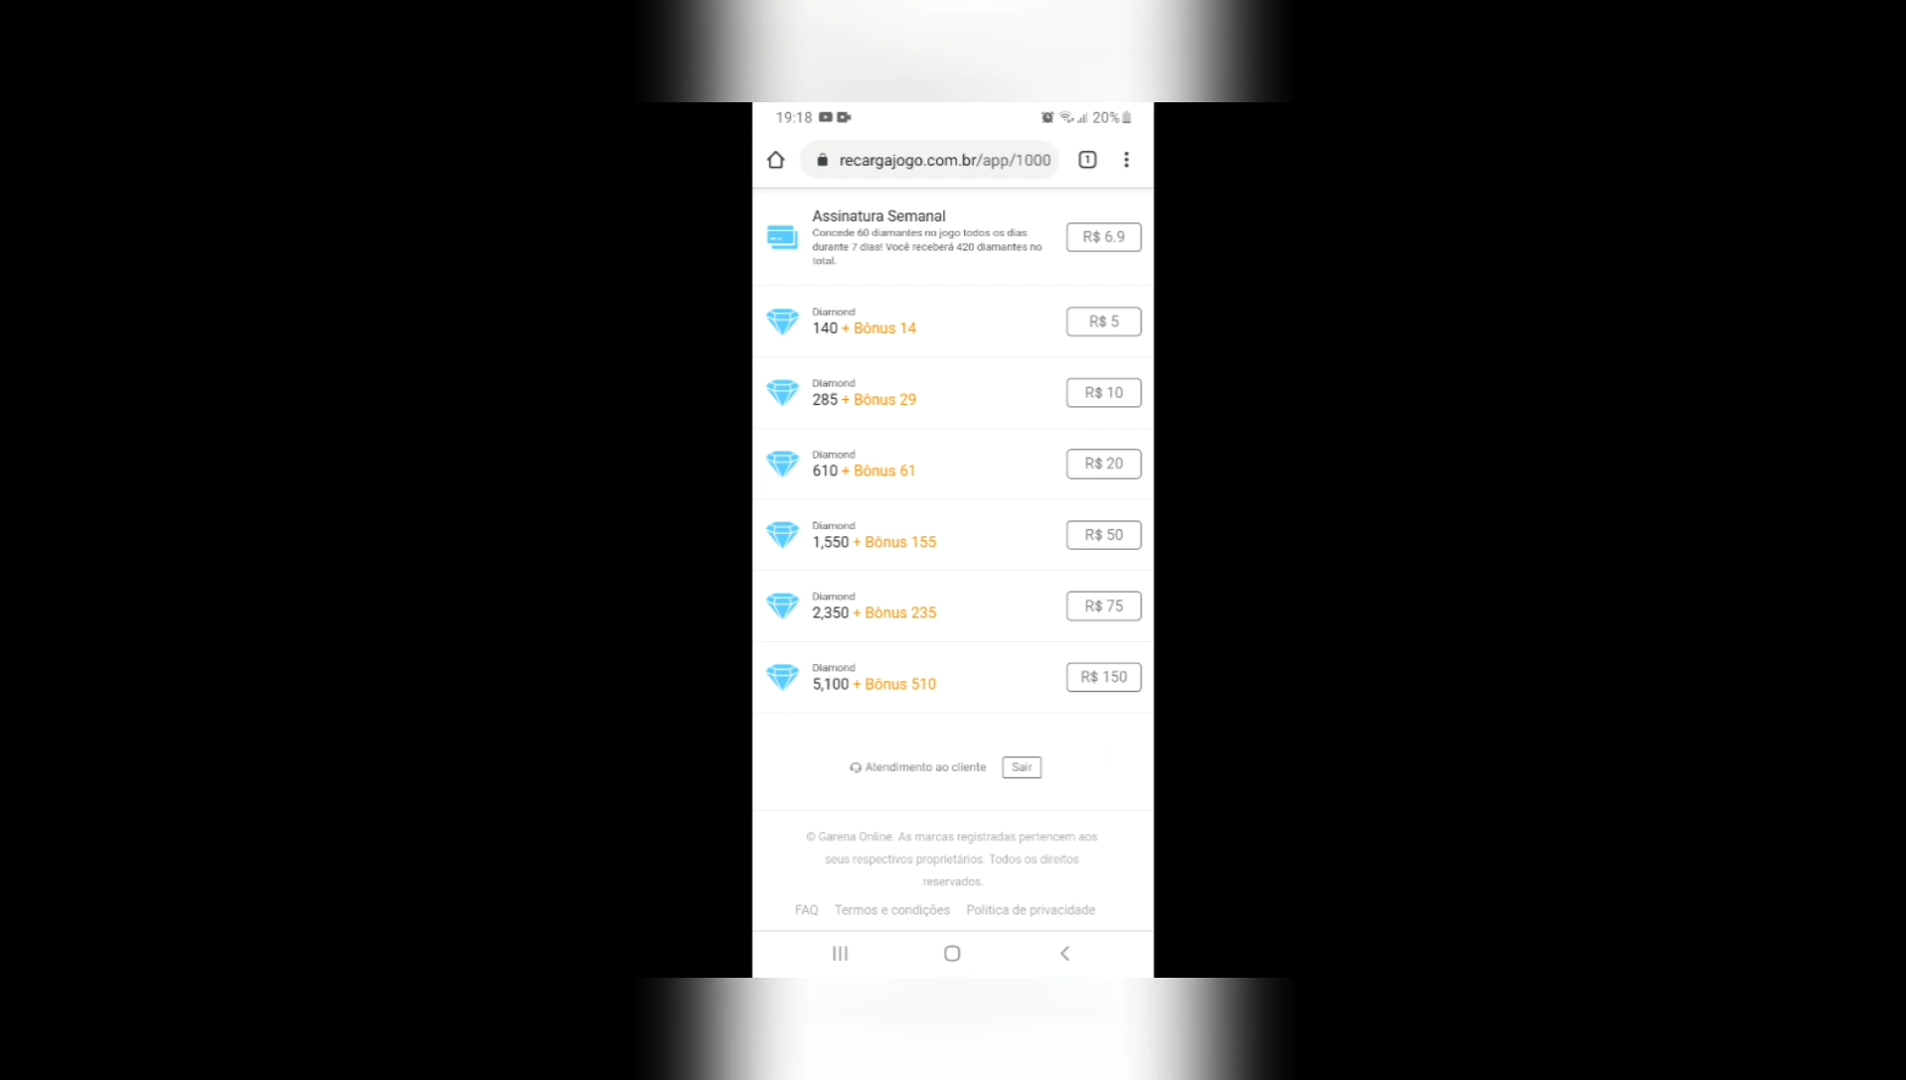 19:18
20%
recargajogo.com.br/app/1000
1
Assinatura Semanal
Concede 60 diamantes no jogo todos os dias
durante 7 dias! Você receberá 420 diamantes no
total.
R$ 6.9
Diamond
140 + Bônus 14
R$ 5
Diamond
285 + Bônus 29
R$ 10
Diamond
610 + Bônus 61
R$ 20
Diamond
1,550 + Bônus 155
R$ 50
Diamond
2,350 + Bônus 235
R$ 75
Diamond
5,100 + Bônus 510
R$ 150
Atendimento ao cliente
Sair
© Garena Online. As marcas registradas pertencem aos
seus respectivos proprietários. Todos os direitos
reservados.
FAQ Termos e condições Política de privacidade